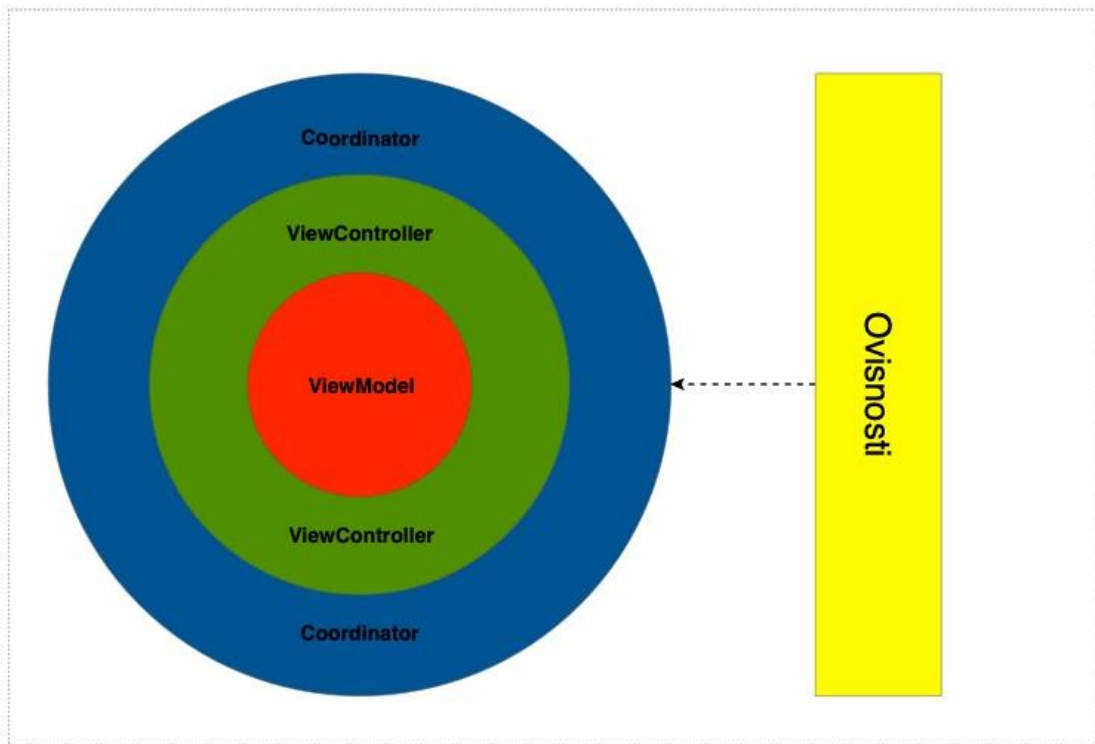 Coordinator
ViewController
ViewModel
ViewController
Coordinator
Ovisnosti